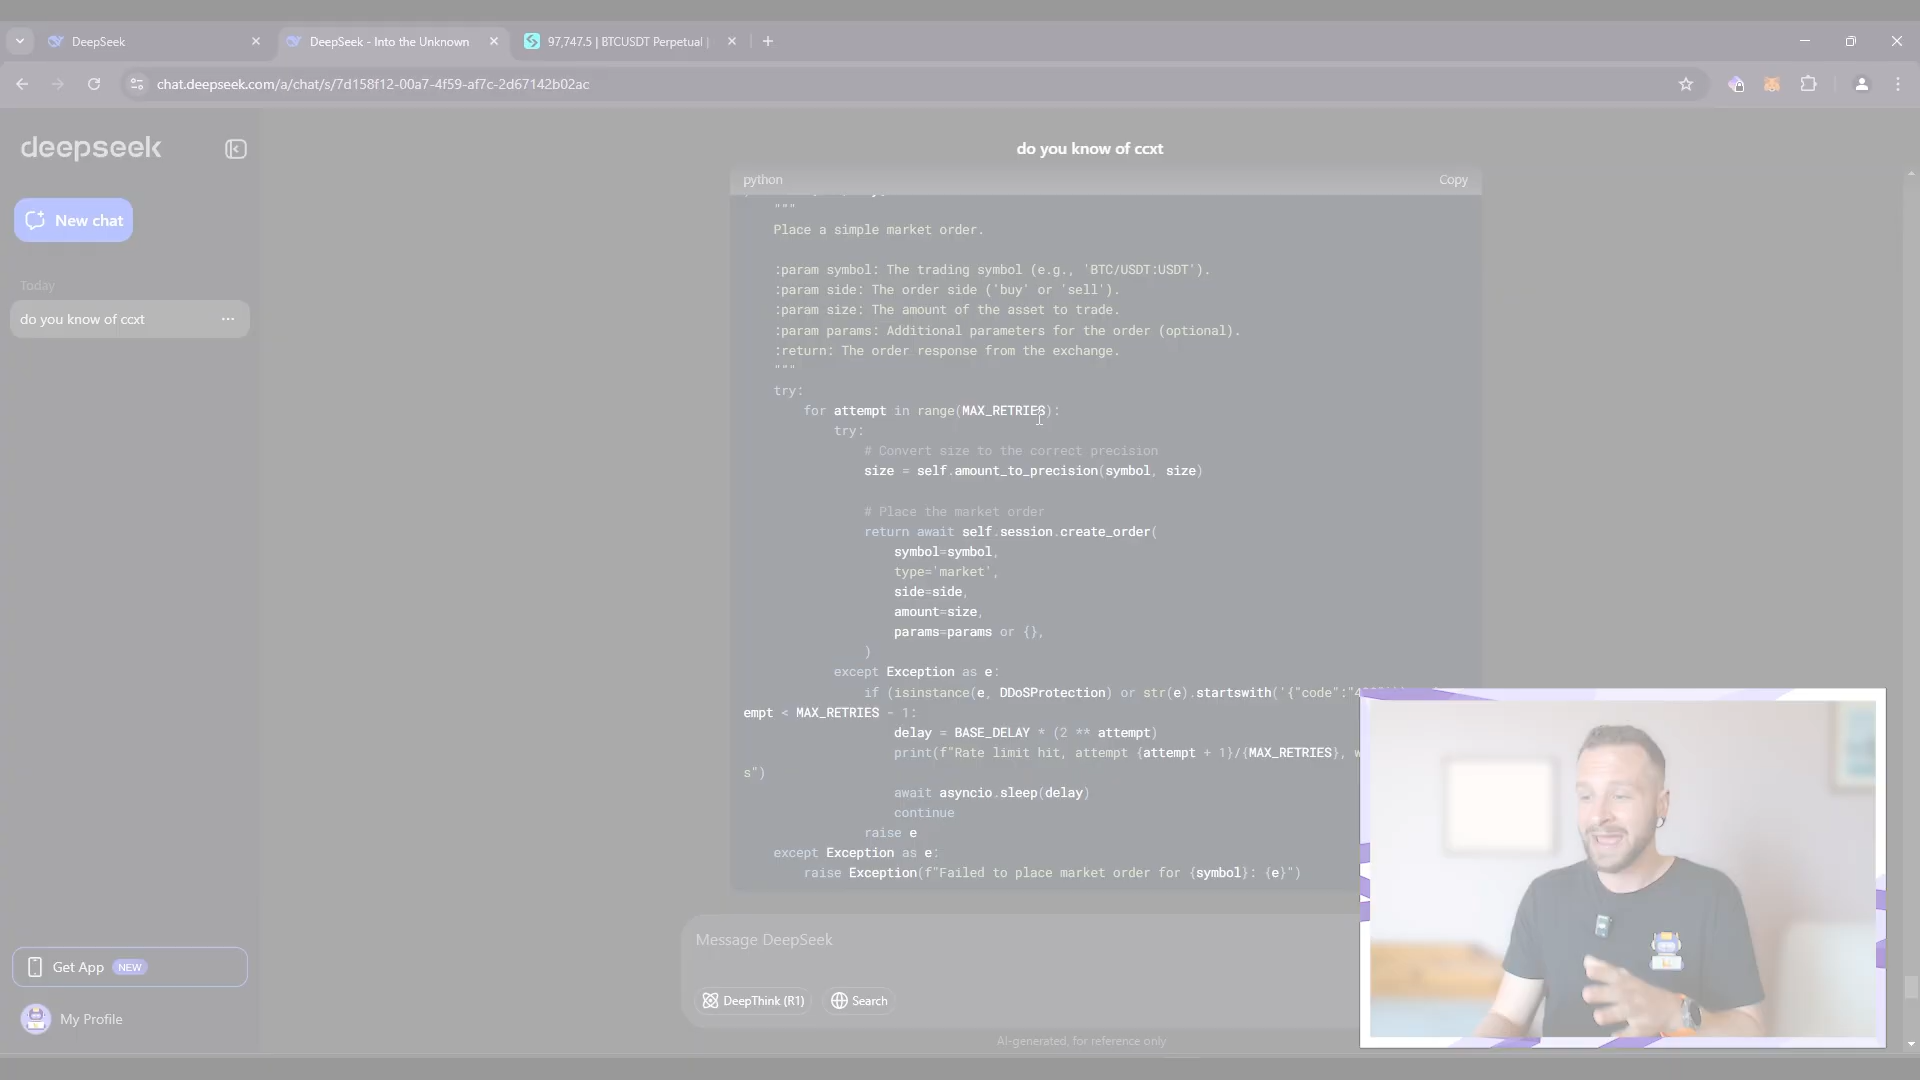 DeepSeek
DeepSeek - Into the Unknown
97,747.5 | BTCUSDT Perpetual |
chat.deepseek.com/a/chat/s/7d158f12-00a7-4f59-af7c-2d67142b02ac
deepseek
do you know of ccxt
New chat
Today
do you know of ccxt
python
Copy
"""
Place a simple market order.
:param symbol: The trading symbol (e.g., 'BTC/USDT:USDT').
:param side: The order side ('buy' or 'sell').
:param size: The amount of the asset to trade.
:param params: Additional parameters for the order (optional).
:return: The order response from the exchange.
"""
try:
for attempt in range(MAX_RETRIES):
try:
# Convert size to the correct precision
size = self.amount_to_precision(symbol, size)
# Place the market order
return await self.session.create_order(
symbol=symbol,
type='market',
side=side,
amount=size,
params=params or {},
)
except Exception as e:
if (isinstance(e, DDoSProtection) or str(e).startswith('{"code":"4
empt < MAX_RETRIES - 1:
delay = BASE_DELAY * (2 ** attempt)
print(f"Rate limit hit, attempt {attempt + 1}/{MAX_RETRIES}, w
s")
await asyncio.sleep(delay)
continue
raise e
except Exception as e:
raise Exception(f"Failed to place market order for {symbol}: {e}")
Message DeepSeek
DeepThink (R1)
Search
AI-generated, for reference only
Get App NEW
My Profile